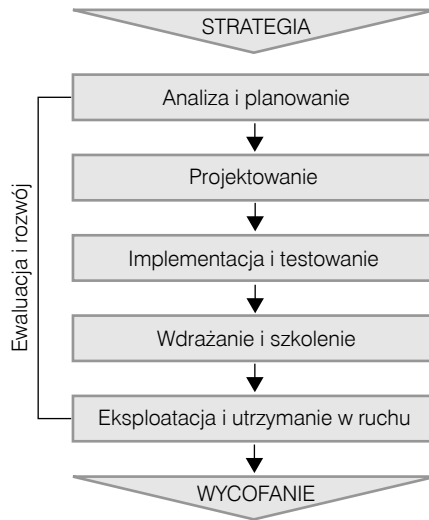 STRATEGIA
Analiza i planowanie
Projektowanie
Implementacja i testowanie
Wdrażanie i szkolenie
Eksploatacja i utrzymanie w ruchu
WYCOFANIE
Ewaluacja i rozwój